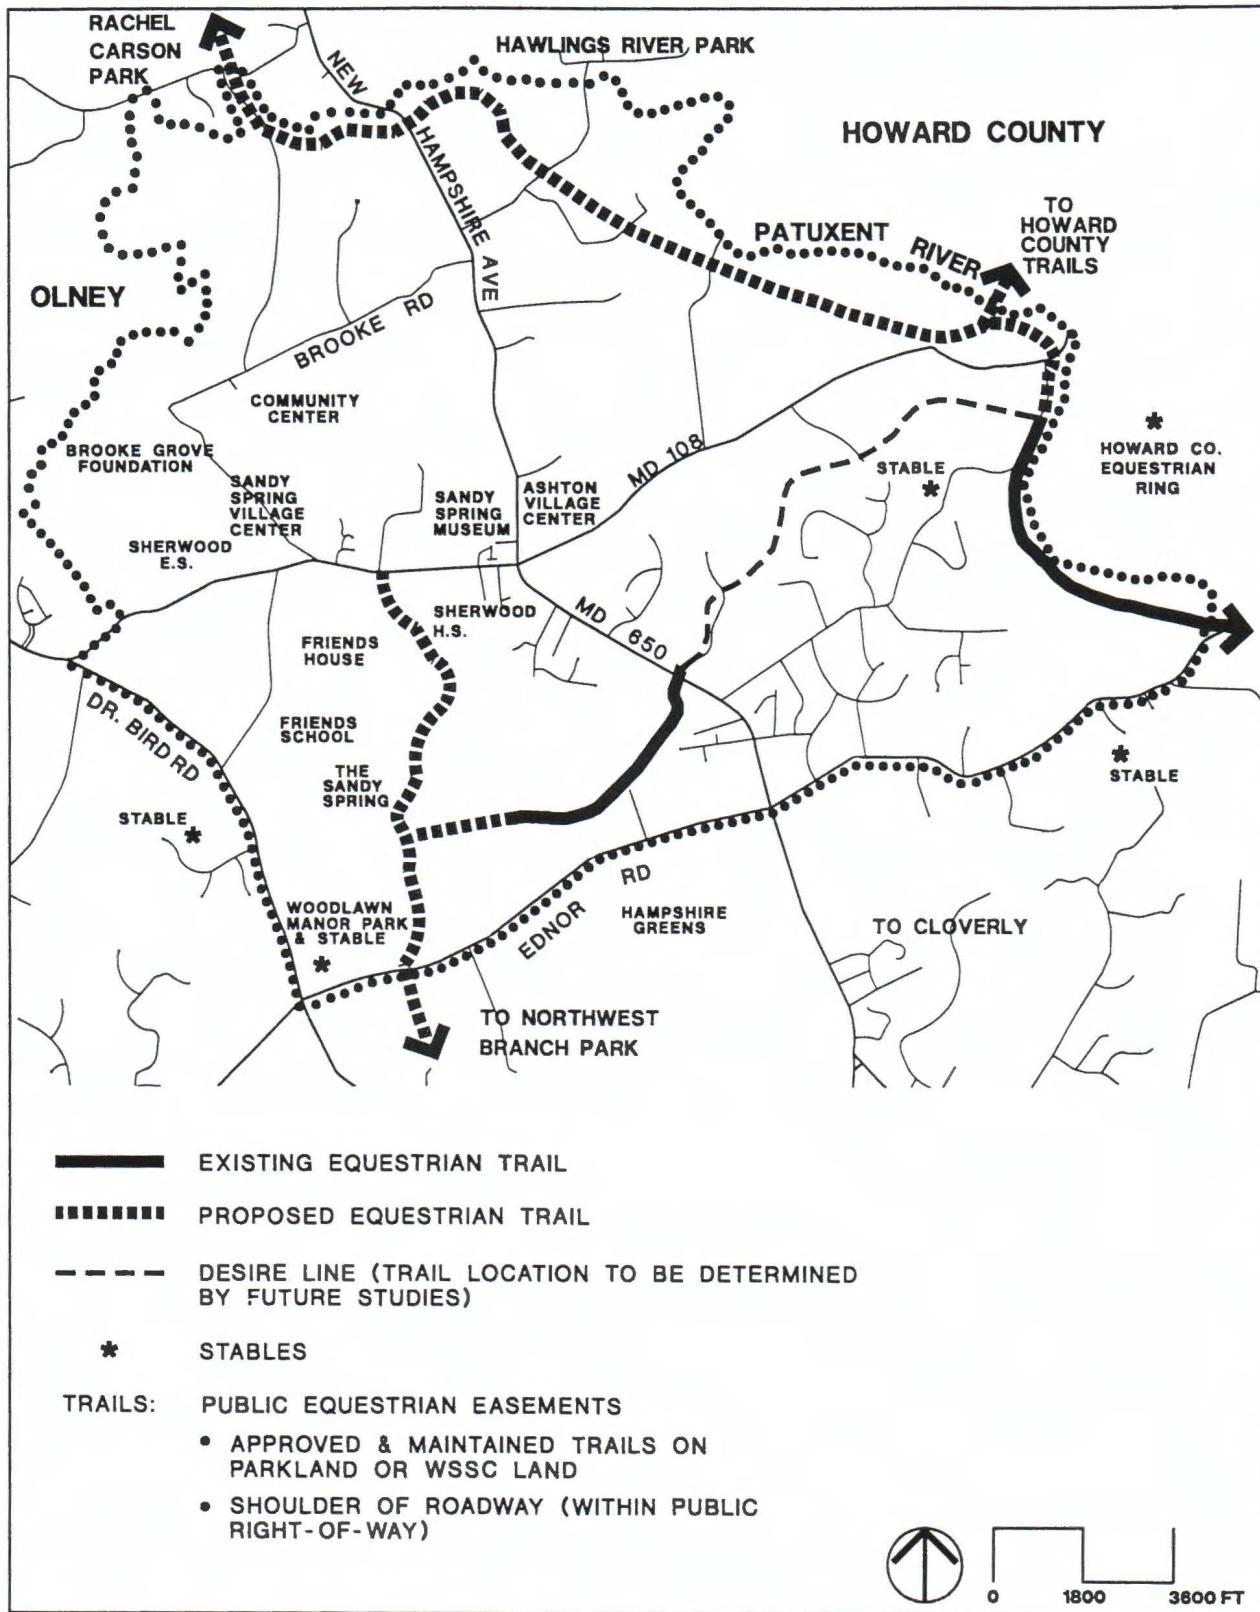 RACHEL
CARSON
PARK
NEW
HAMPSHIRE AVE
HAWLINGS RIVER PARK
HOWARD COUNTY
TO
HOWARD
COUNTY
TRAILS
PATUXENT
RIVER
OLNEY
BROOKE RD
COMMUNITY
CENTER
BROOKE GROVE
FOUNDATION
SANDY
SPRING
VILLAGE
CENTER
SANDY
SPRING
MUSEUM
ASHTON
VILLAGE
CENTER
MD 108
STABLE
*
*
HOWARD CO.
EQUESTRIAN
RING
SHERWOOD
E.S.
SHERWOOD
H.S.
MD 650
FRIENDS
HOUSE
DR. BIRD RD
FRIENDS
SCHOOL
THE
SANDY
SPRING
STABLE
*
*
STABLE
WOODLAWN
MANOR PARK
& STABLE
*
EDNOR
RD
HAMPSHIRE
GREENS
TO CLOVERLY
TO NORTHWEST
BRANCH PARK
EXISTING EQUESTRIAN TRAIL
PROPOSED EQUESTRIAN TRAIL
DESIRE LINE (TRAIL LOCATION TO BE DETERMINED
BY FUTURE STUDIES)
* STABLES
TRAILS: PUBLIC EQUESTRIAN EASEMENTS
• APPROVED & MAINTAINED TRAILS ON
PARKLAND OR WSSC LAND
• SHOULDER OF ROADWAY (WITHIN PUBLIC
RIGHT-OF-WAY)
0 1800 3600 FT